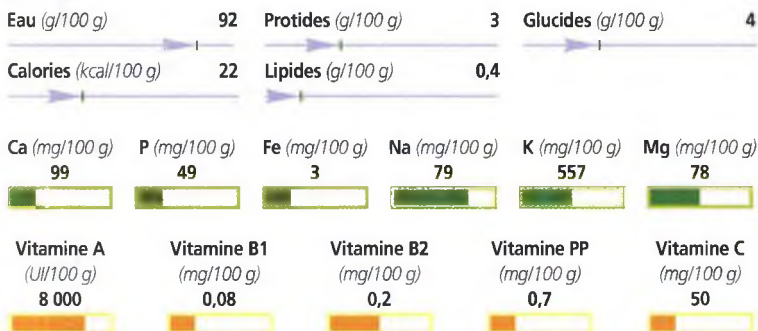 Eau (g/100 g) 92 Protides (g/100 g) 3 Glucides (g/100 g) 4
Calories (kcal/100 g) 22 Lipides (g/100 g) 0,4
Ca (mg/100 g) P (mg/100 g) Fe (mg/100 g) Na (mg/100 g) K (mg/100 g) Mg (mg/100 g)
99 49 3 79 557 78
Vitamine A Vitamine B1 Vitamine B2 Vitamine PP Vitamine C
(UI/100 g) (mg/100 g) (mg/100 g) (mg/100 g) (mg/100 g)
8 000 0,08 0,2 0,7 50